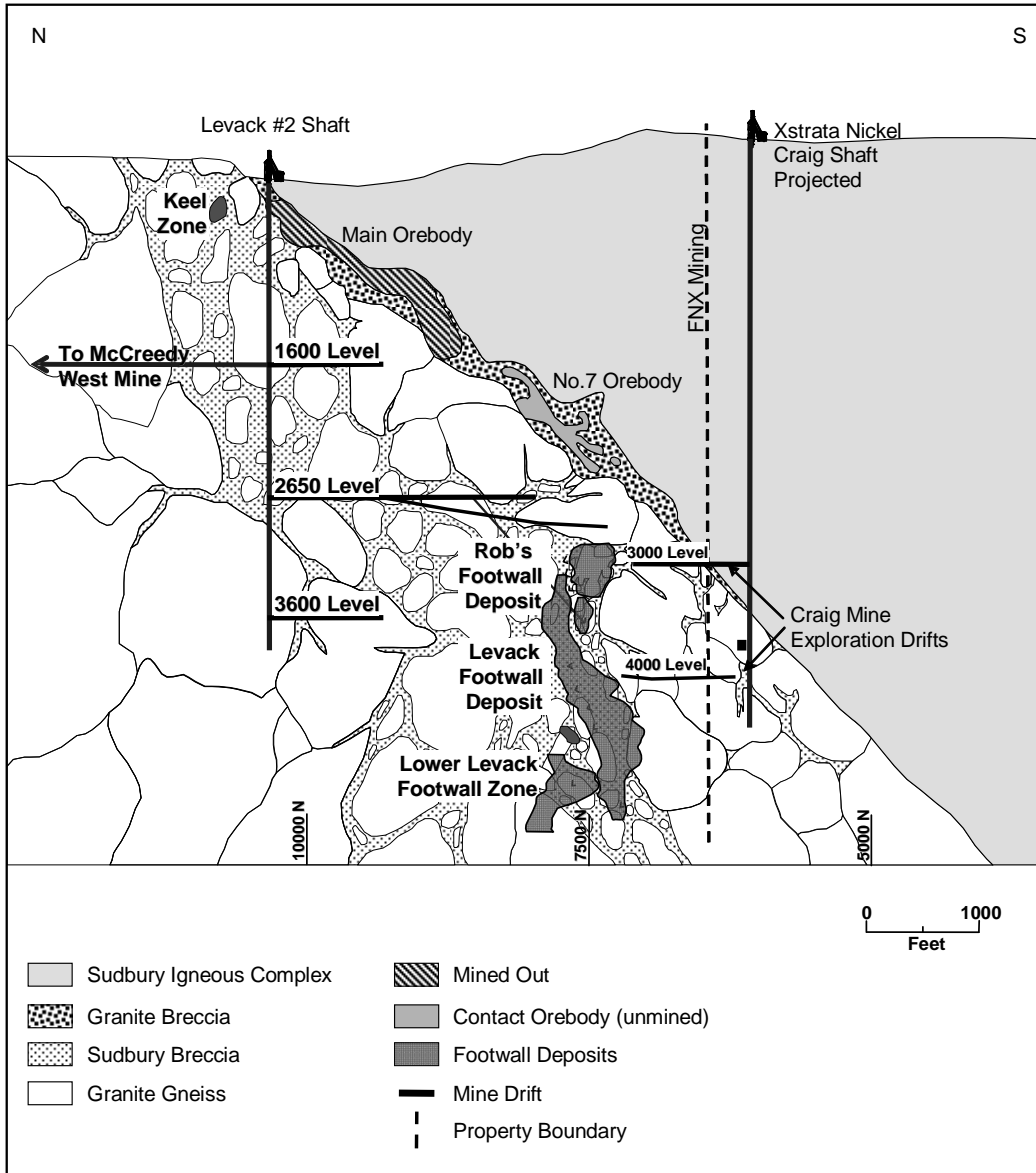 N
S
Levack #2 Shaft
Xstrata Nickel
Craig Shaft
Projected
Keel
Zone
Main Orebody
FNX Mining
To McCreedy
West Mine
1600 Level
No.7 Orebody
2650 Level
Rob's
Footwall
Deposit
3000 Level
3600 Level
Craig Mine
Exploration Drifts
Levack
Footwall
Deposit
4000 Level
Lower Levack
Footwall Zone
10000 N
7500 N
5000 N
0
1000
Feet
Sudbury Igneous Complex
Granite Breccia
Sudbury Breccia
Granite Gneiss
Mined Out
Contact Orebody (unmined)
Footwall Deposits
Mine Drift
Property Boundary